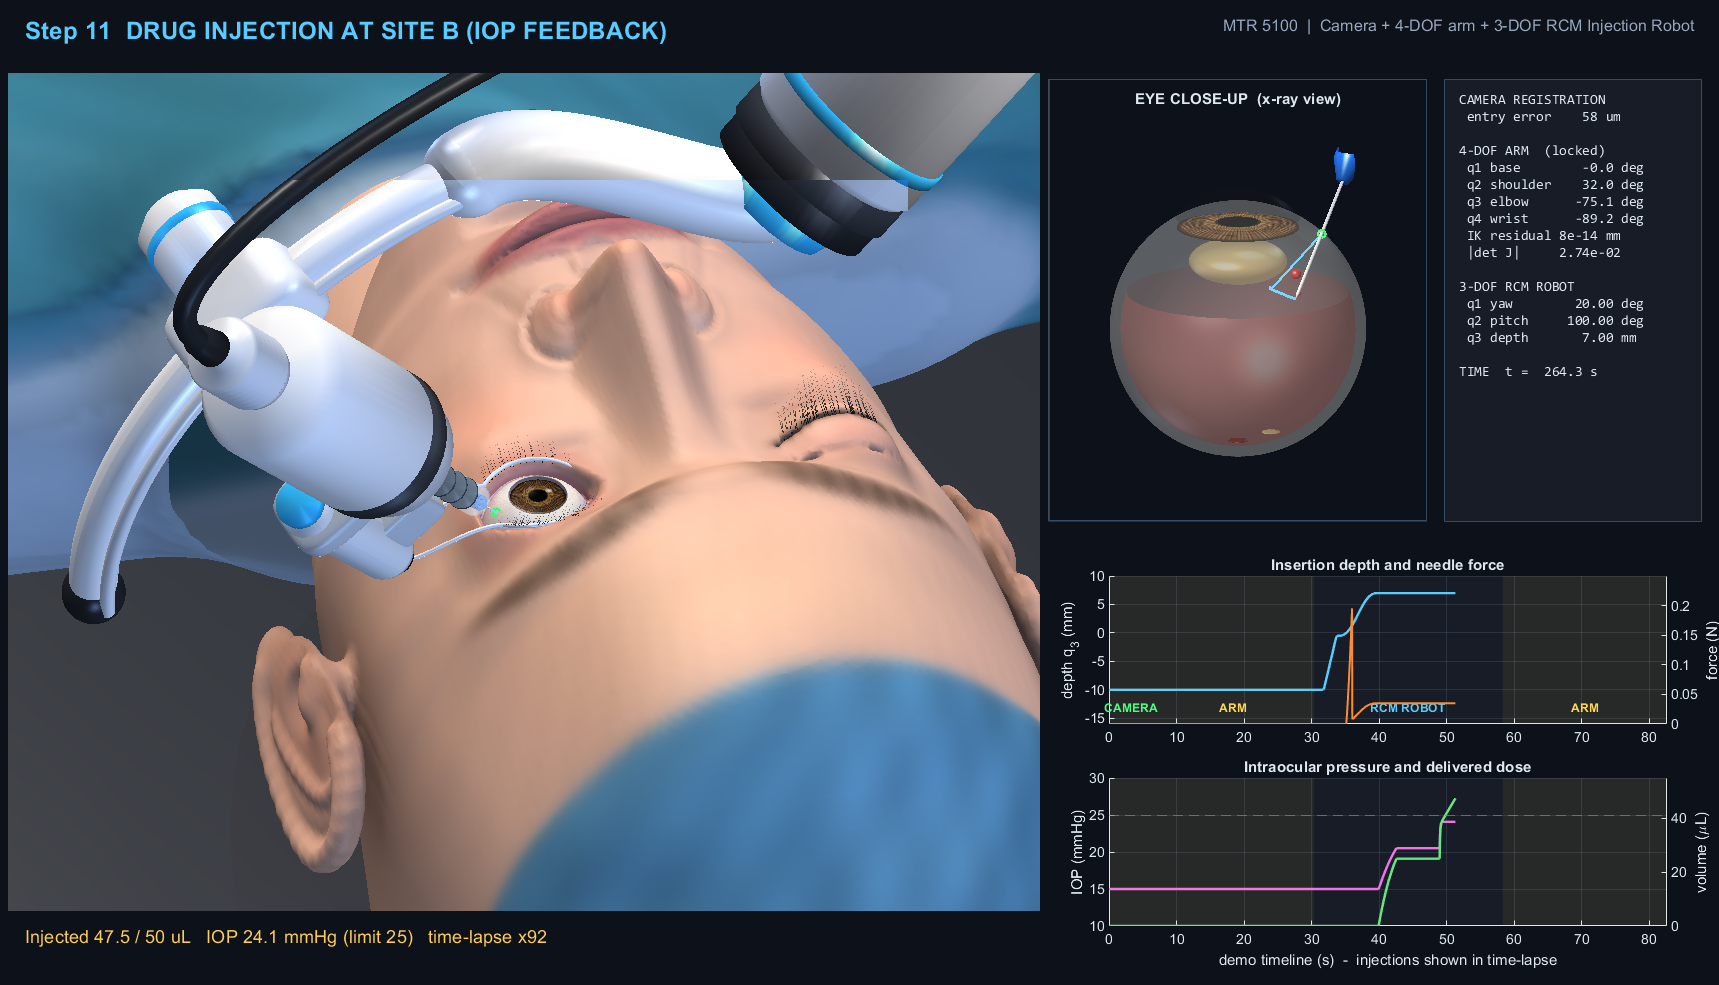 Step 11  DRUG INJECTION AT SITE B (IOP FEEDBACK)
MTR 5100  |  Camera + 4-DOF arm + 3-DOF RCM Injection Robot
EYE CLOSE-UP  (x-ray view)
CAMERA REGISTRATION
entry error    58 um
4-DOF ARM  (locked)
q1 base        -0.0 deg
q2 shoulder    32.0 deg
q3 elbow      -75.1 deg
q4 wrist      -89.2 deg
IK residual 8e-14 mm
|det J|     2.74e-02
3-DOF RCM ROBOT
q1 yaw        20.00 deg
q2 pitch     100.00 deg
q3 depth       7.00 mm
TIME  t =  264.3 s
Insertion depth and needle force
depth q3 (mm)
10
5
0
-5
-10
-15
CAMERA
ARM
RCM ROBOT
ARM
0.2
0.15
0.1
0.05
0
force (N)
0 10 20 30 40 50 60 70 80
Intraocular pressure and delivered dose
IOP (mmHg)
30
25
20
15
10
40
20
0
volume (μL)
0 10 20 30 40 50 60 70 80
demo timeline (s)  -  injections shown in time-lapse
Injected 47.5 / 50 uL   IOP 24.1 mmHg (limit 25)   time-lapse x92